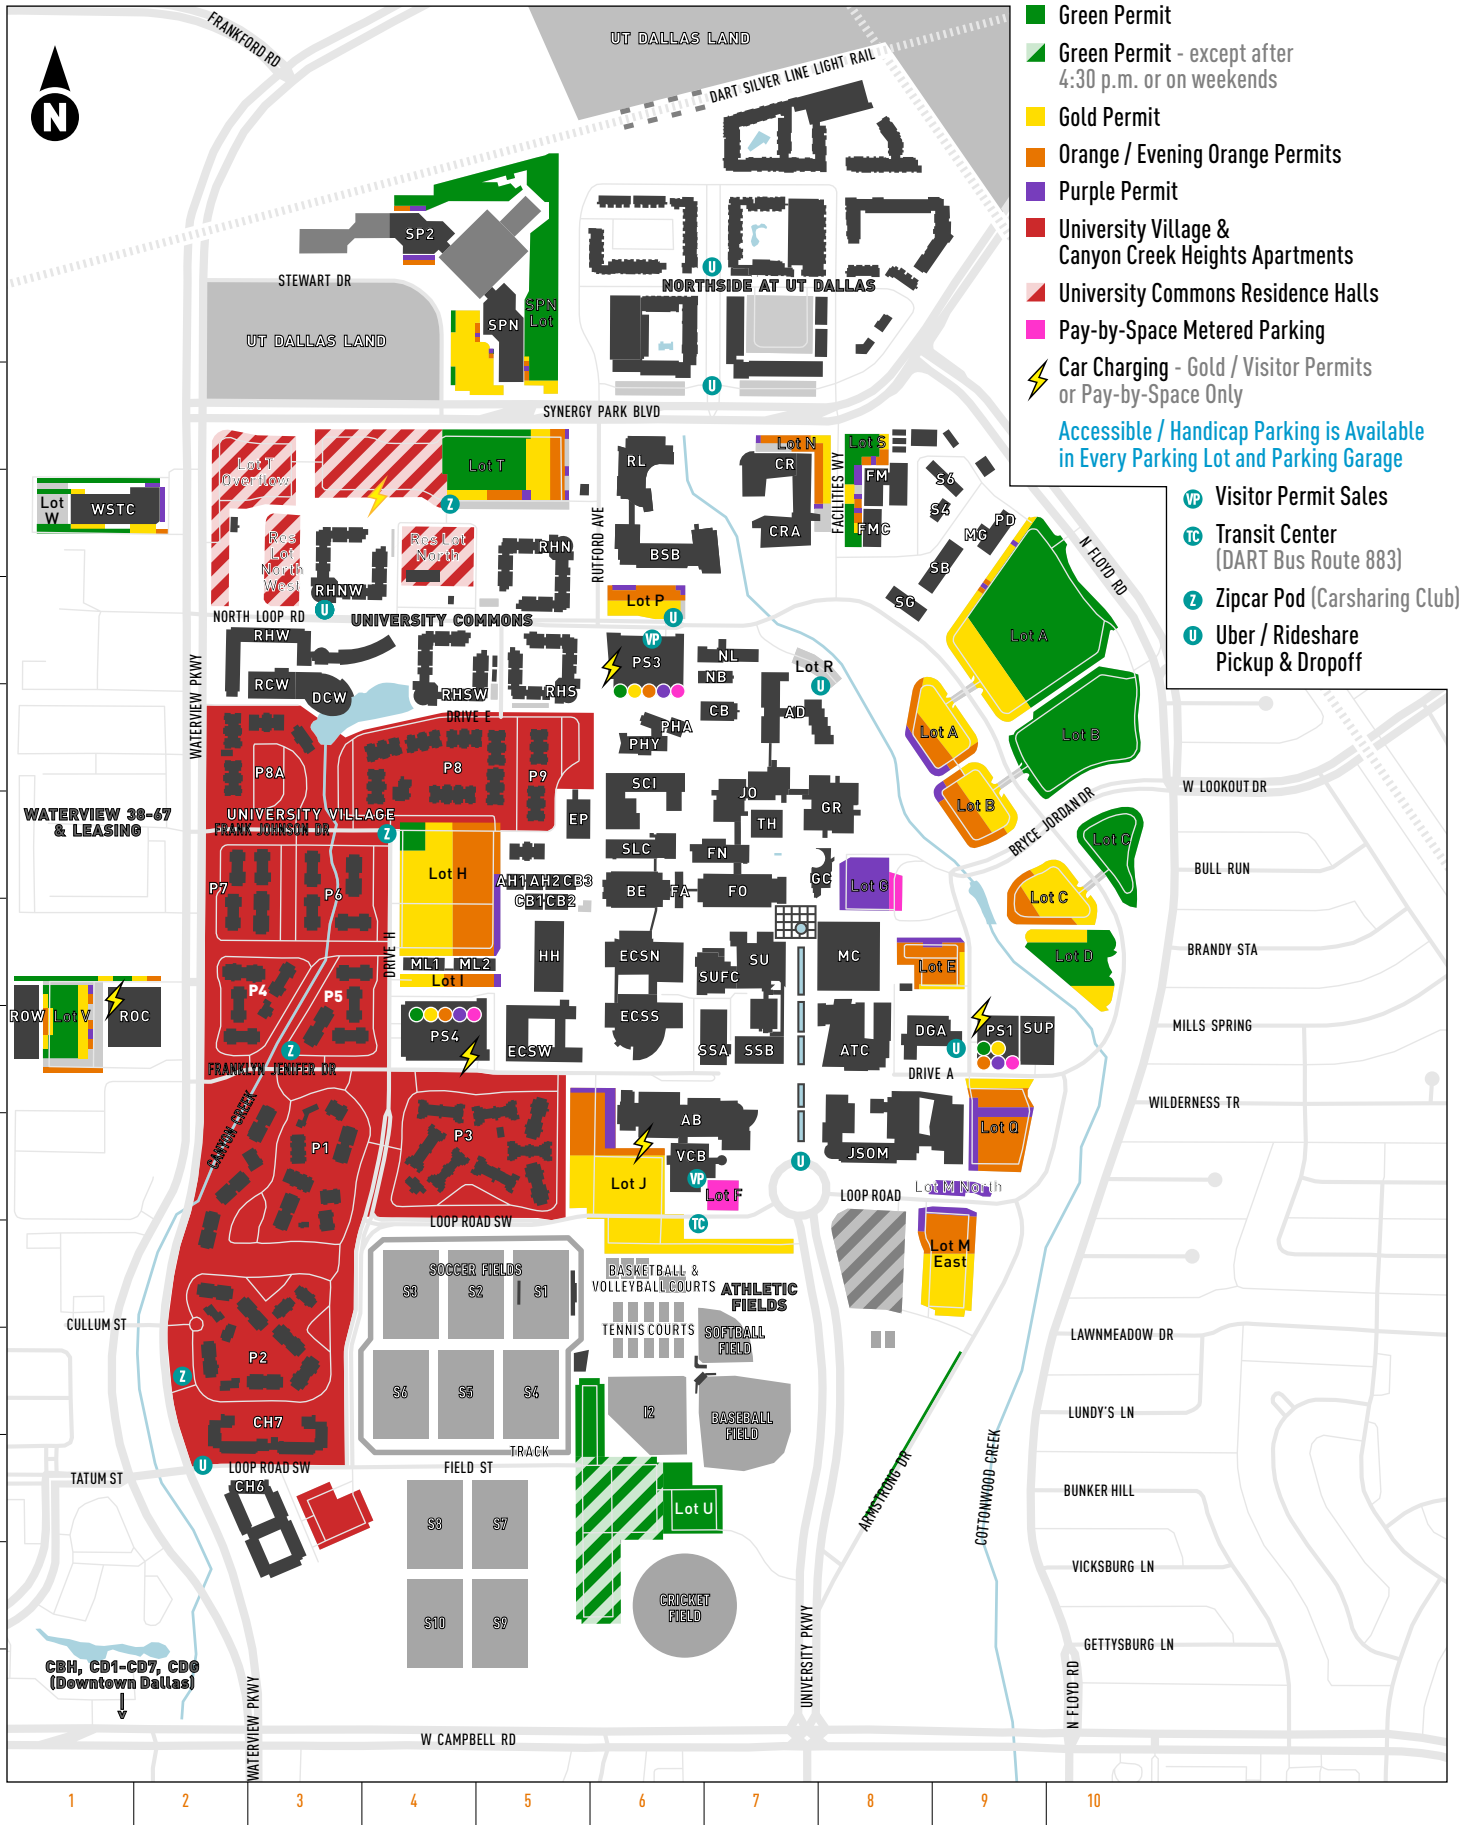 Green Permit
Green Permit - except after
4:30 p.m. or on weekends
Gold Permit
Orange / Evening Orange Permits
Purple Permit
University Village &
Canyon Creek Heights Apartments
University Commons Residence Halls
Pay-by-Space Metered Parking
Car Charging - Gold / Visitor Permits
or Pay-by-Space Only
Accessible / Handicap Parking is Available
in Every Parking Lot and Parking Garage
VP Visitor Permit Sales
TC Transit Center
(DART Bus Route 883)
Z Zipcar Pod (Carsharing Club)
U Uber / Rideshare
Pickup & Dropoff
N
FRANKFORD RD
UT DALLAS LAND
DART SILVER LINE LIGHT RAIL
SP2
STEWART DR
UT DALLAS LAND
SPN
SPN
Lot
U
NORTHSIDE AT UT DALLAS
U
SYNERGY PARK BLVD
Lot T
Overflow
Lot T
Z
RL
Lot N
CR
Lot S
FM
S6
S4
FACILITIES WY
FMC
CRA
PD
MG
N FLOYD RD
Lot
W
WSTC
Res
Lot
North
West
Res Lot
North
RHN
RUTFORD AVE
BSB
SB
SG
RHNW
U
NORTH LOOP RD
UNIVERSITY COMMONS
Lot P
U
Lot A
RHW
RCW
DCW
RHSW
RHS
VP
PS3
NL
NB
Lot R
U
WATERVIEW PKWY
DRIVE E
CB
AD
PHA
PHY
Lot A
Lot B
P8A
P8
P9
SCI
JO
GR
Lot B
W LOOKOUT DR
BRYCE JORDAN DR
WATERVIEW 38-67
& LEASING
UNIVERSITY VILLAGE
FRANK JOHNSON DR
Z
EP
TH
Lot C
P7
P6
Lot H
SLC
FN
AH1 AH2 CB3
CB1 CB2
BE
FA
FO
GC
Lot G
Lot C
BULL RUN
DRIVE H
ML1
ML2
Lot I
HH
ECSN
SUFC
SU
MC
Lot E
Lot D
BRANDY STA
P4
P5
ROW
Lot V
ROC
PS4
ECSW
ECSS
SSA
SSB
ATC
DGA
U
PS1
SUP
MILLS SPRING
Z
FRANKLYN JENIFER DR
DRIVE A
CANYON CREEK
P1
P3
AB
VCB
VP
Lot J
Lot F
TC
JSOM
U
Lot Q
WILDERNESS TR
Lot M North
LOOP ROAD
LOOP ROAD SW
Lot M
East
SOCCER FIELDS
S3
S2
S1
BASKETBALL &
VOLLEYBALL COURTS
ATHLETIC
FIELDS
TENNIS COURTS
SOFTBALL
FIELD
CULLUM ST
P2
Z
S6
S5
S4
I2
BASEBALL
FIELD
LAWNMEADOW DR
CH7
TRACK
LUNDY'S LN
U
LOOP ROAD SW
FIELD ST
TATUM ST
CH6
S8
S7
Lot U
ARMSTRONG DR
COTTONWOOD CREEK
BUNKER HILL
VICKSBURG LN
S10
S9
CRICKET
FIELD
GETTYSBURG LN
CBH, CD1-CD7, CDG
(Downtown Dallas)
WATERVIEW PKWY
UNIVERSITY PKWY
N FLOYD RD
W CAMPBELL RD
1 2 3 4 5 6 7 8 9 10